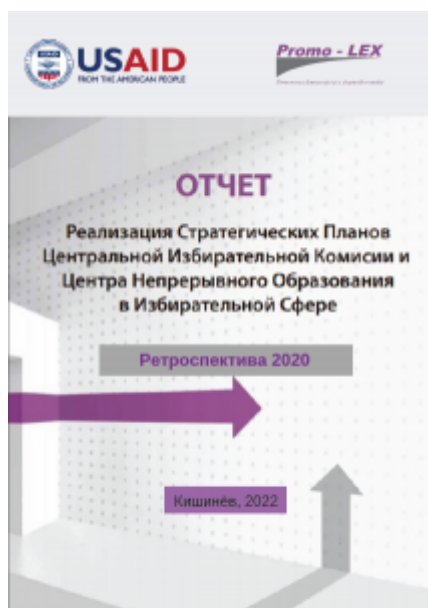 USAID
FROM THE AMERICAN PEOPLE
Promo - LEX
ОТЧЕТ
Реализация Стратегических Планов
Центральной Избирательной Комиссии и
Центра Непрерывного Образования
в Избирательной Сфере
Ретроспектива 2020
Кишинёв, 2022